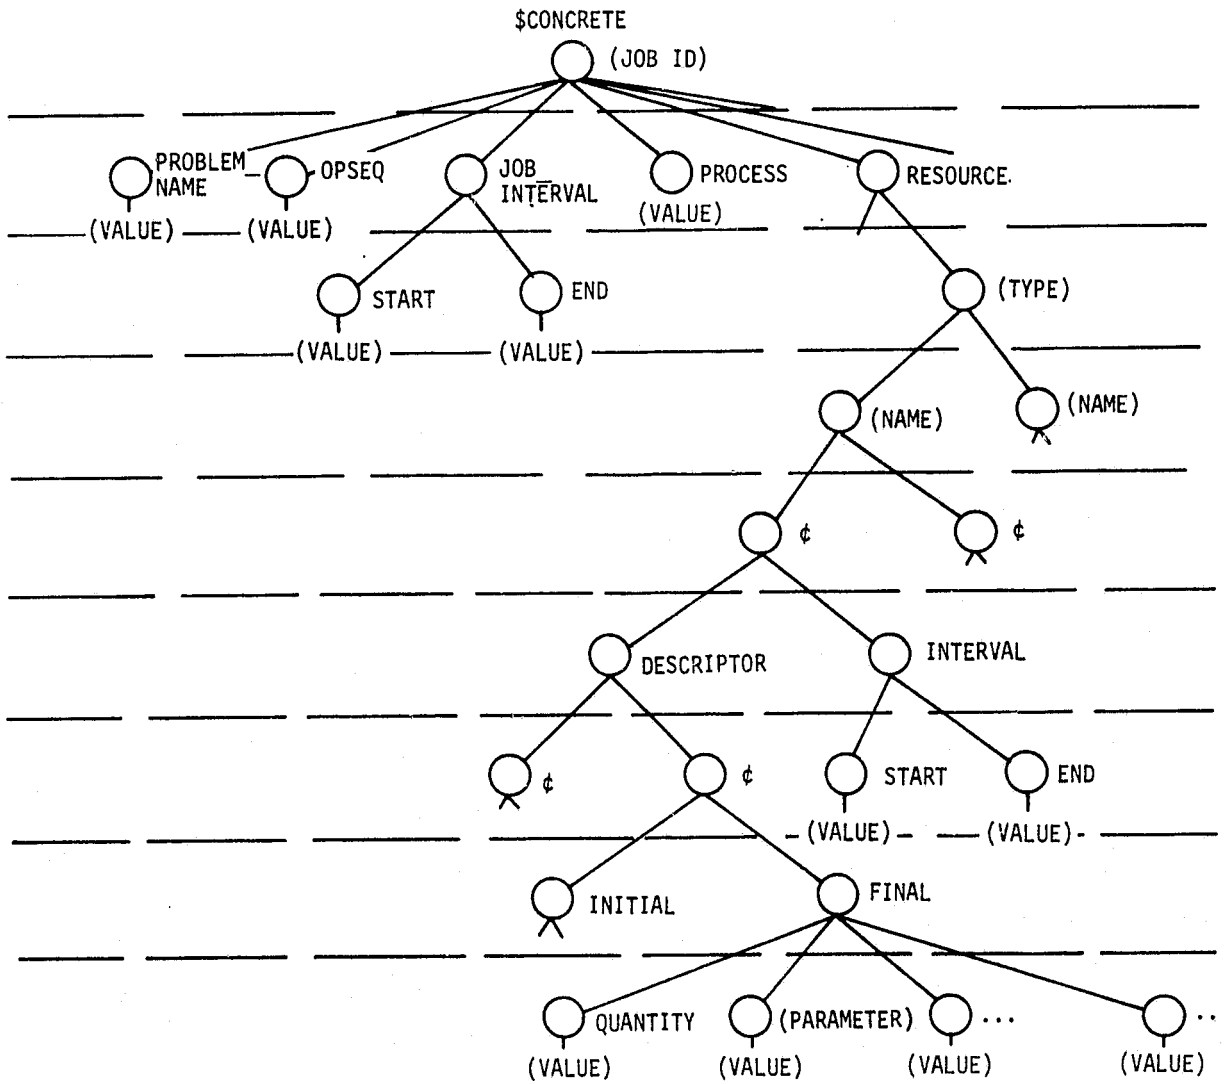 $CONCRETE
(JOB ID)
PROBLEM_
NAME
OPSEQ
JOB_
INTERVAL
PROCESS
RESOURCE
(VALUE)
(VALUE)
(VALUE)
START
END
(TYPE)
(VALUE)
(VALUE)
(NAME)
(NAME)
¢
¢
DESCRIPTOR
INTERVAL
¢
¢
START
END
(VALUE)
(VALUE)
INITIAL
FINAL
QUANTITY
(PARAMETER)
...
..
(VALUE)
(VALUE)
(VALUE)
(VALUE)